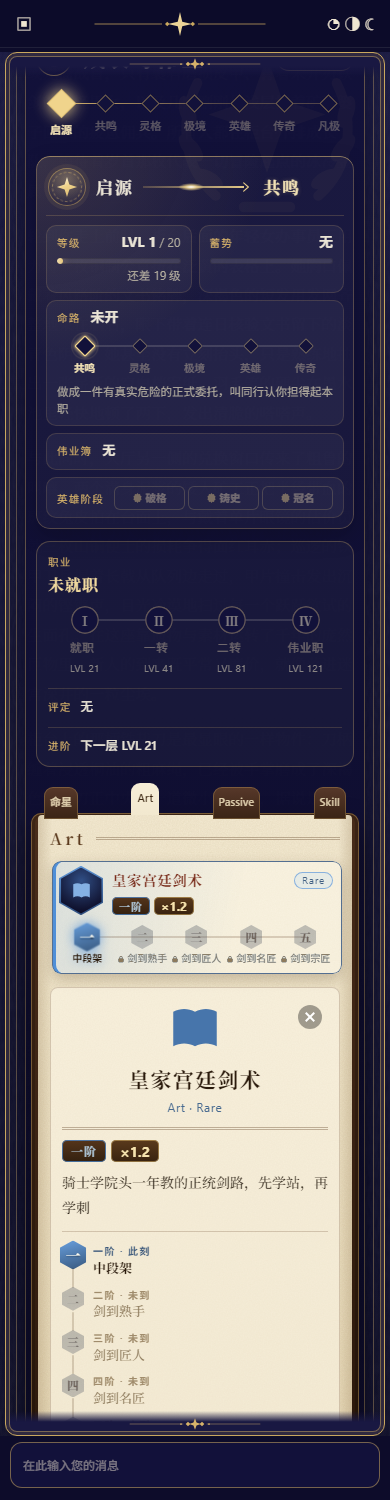 启源 共鸣 灵格 极境 英雄 传奇 凡极
启源 共鸣
等级 LVL 1 / 20
还差 19 级
蓄势 无
命路 未开
共鸣 灵格 极境 英雄 传奇
做成一件有真实危险的正式委托，叫同行认你担得起本
职
伟业簿 无
英雄阶段 破格 铸史 冠名
职业
未就职
I II III IV
就职 一转 二转 伟业职
LVL 21 LVL 41 LVL 81 LVL 121
评定 无
进阶 下一层 LVL 21
命星 Art Passive Skill
Art
皇家宫廷剑术 Rare
一阶 ×1.2
一 二 三 四 五
中段架 剑到熟手 剑到匠人 剑到名匠 剑到宗匠
皇家宫廷剑术
Art · Rare
一阶 ×1.2
骑士学院头一年教的正统剑路，先学站，再
学刺
一 一阶 · 此刻
中段架
二 二阶 · 未到
剑到熟手
三 三阶 · 未到
剑到匠人
四 四阶 · 未到
剑到名匠
在此输入您的消息